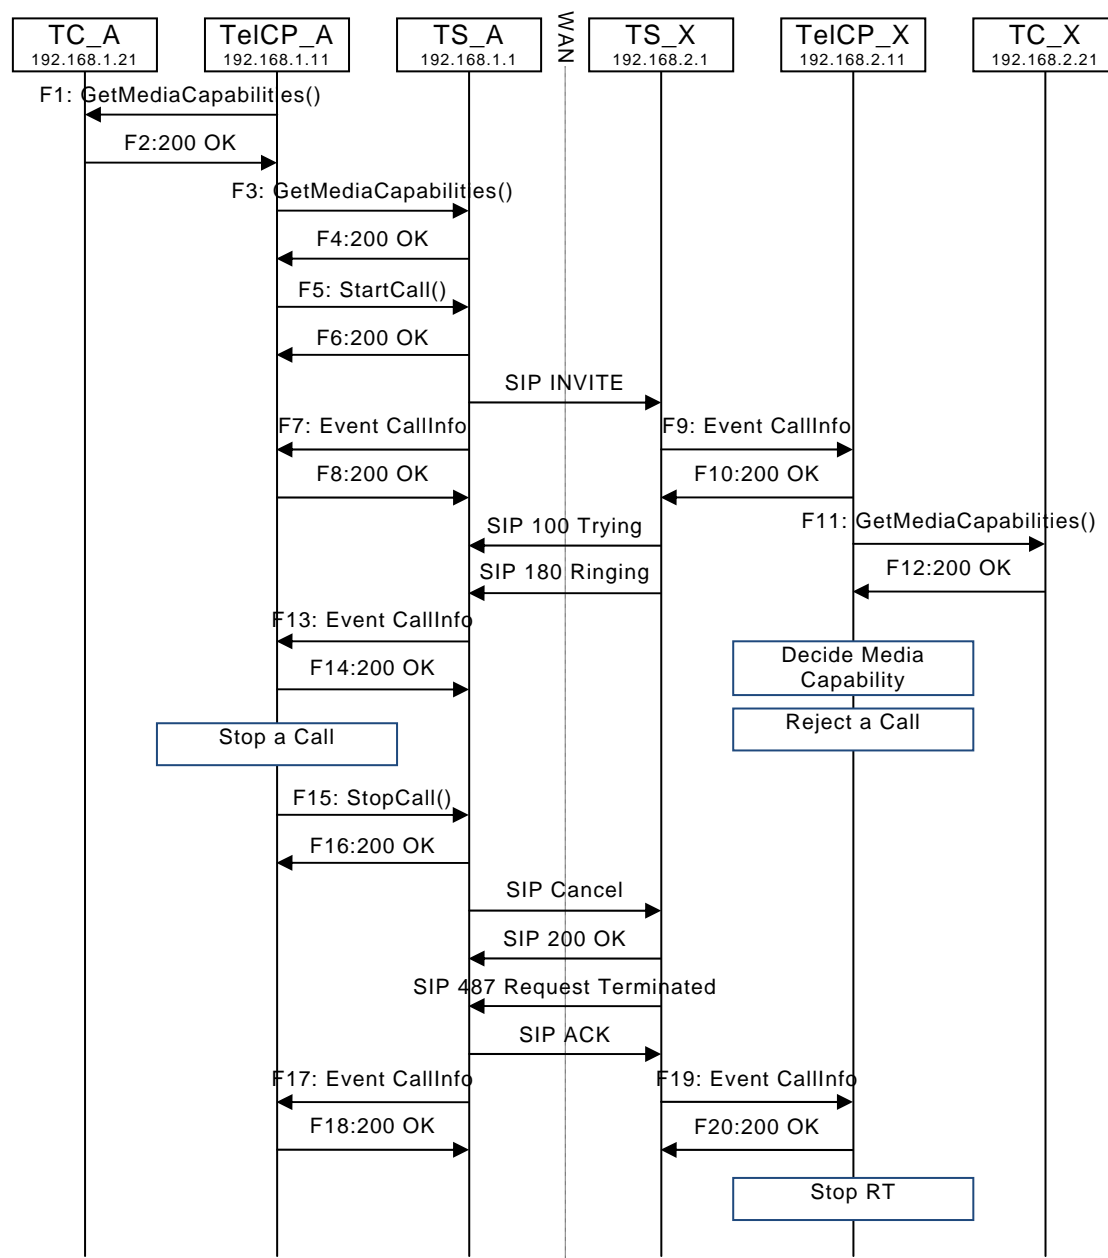 TC_A
192.168.1.21
TelCP_A
192.168.1.11
TS_A
192.168.1.1
WAN
TS_X
192.168.2.1
TelCP_X
192.168.2.11
TC_X
192.168.2.21
F1: GetMediaCapabilities()
F2:200 OK
F3: GetMediaCapabilities()
F4:200 OK
F5: StartCall()
F6:200 OK
SIP INVITE
F7: Event CallInfo
F9: Event CallInfo
F8:200 OK
F10:200 OK
SIP 100 Trying
F11: GetMediaCapabilities()
SIP 180 Ringing
F12:200 OK
F13: Event CallInfo
F14:200 OK
Decide Media
Capability
Reject a Call
Stop a Call
F15: StopCall()
F16:200 OK
SIP Cancel
SIP 200 OK
SIP 487 Request Terminated
SIP ACK
F17: Event CallInfo
F19: Event CallInfo
F18:200 OK
F20:200 OK
Stop RT